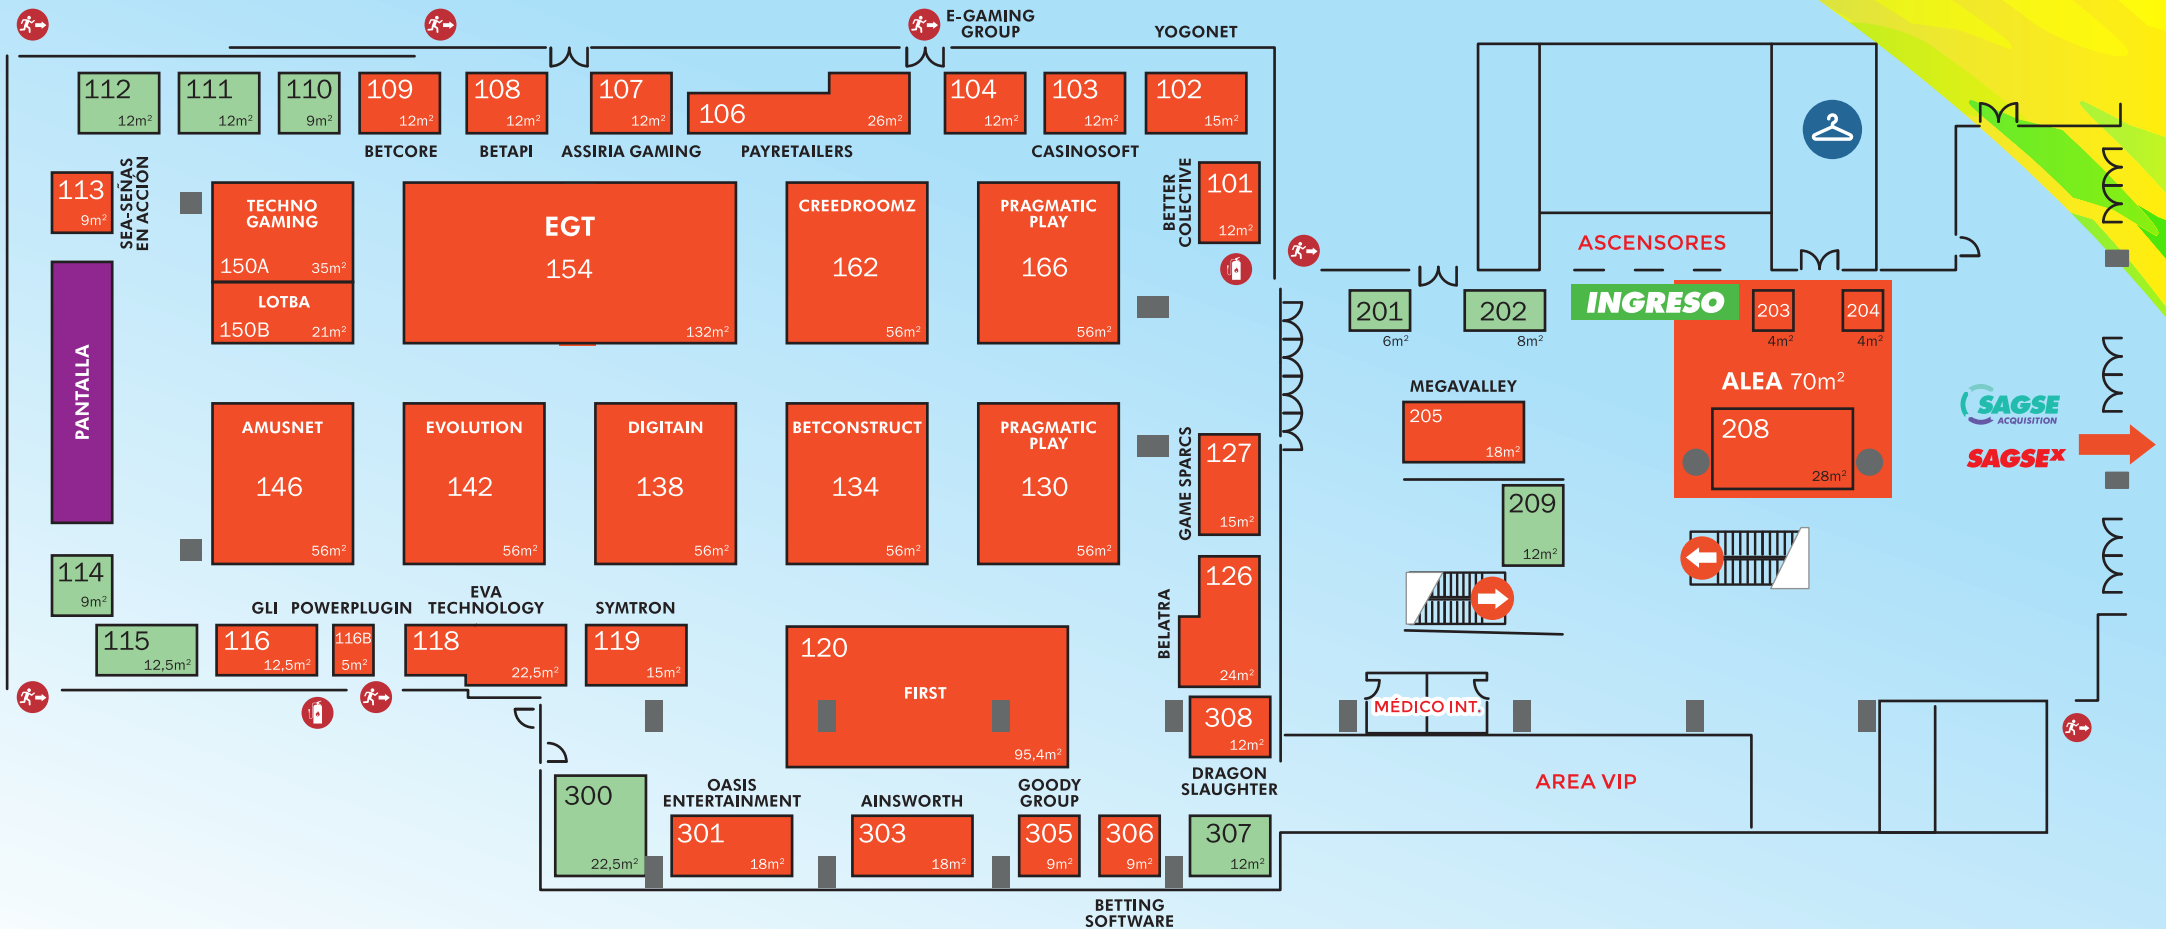 E-GAMING
GROUP
YOGONET
112
12m²
111
12m²
110
9m²
109
12m²
108
12m²
107
12m²
106
26m²
104
12m²
103
12m²
102
15m²
BETCORE
BETAPI
ASSIRIA GAMING
PAYRETAILERS
CASINOSOFT
113
9m²
SEA-SEÑAS
EN ACCIÓN
TECHNO
GAMING
150A
35m²
LOTBA
150B
21m²
EGT
154
132m²
CREEDROOMZ
162
56m²
PRAGMATIC
PLAY
166
56m²
BETTER
COLECTIVE
101
12m²
ASCENSORES
INGRESO
201
6m²
202
8m²
203
4m²
204
4m²
ALEA 70m²
208
28m²
MEGAVALLEY
205
18m²
SAGSE
ACQUISITION
SAGSEX
PANTALLA
AMUSNET
146
56m²
EVOLUTION
142
56m²
DIGITAIN
138
56m²
BETCONSTRUCT
134
56m²
PRAGMATIC
PLAY
130
56m²
GAME SPARCS
127
15m²
209
12m²
114
9m²
GLI
POWERPLUGIN
EVA
TECHNOLOGY
SYMTRON
115
12,5m²
116
12,5m²
116B
5m²
118
22,5m²
119
15m²
120
FIRST
95,4m²
BELATRA
126
24m²
308
12m²
DRAGON
SLAUGHTER
MÉDICO INT.
AREA VIP
300
22,5m²
OASIS
ENTERTAINMENT
301
18m²
AINSWORTH
303
18m²
GOODY
GROUP
305
9m²
306
9m²
307
12m²
BETTING
SOFTWARE